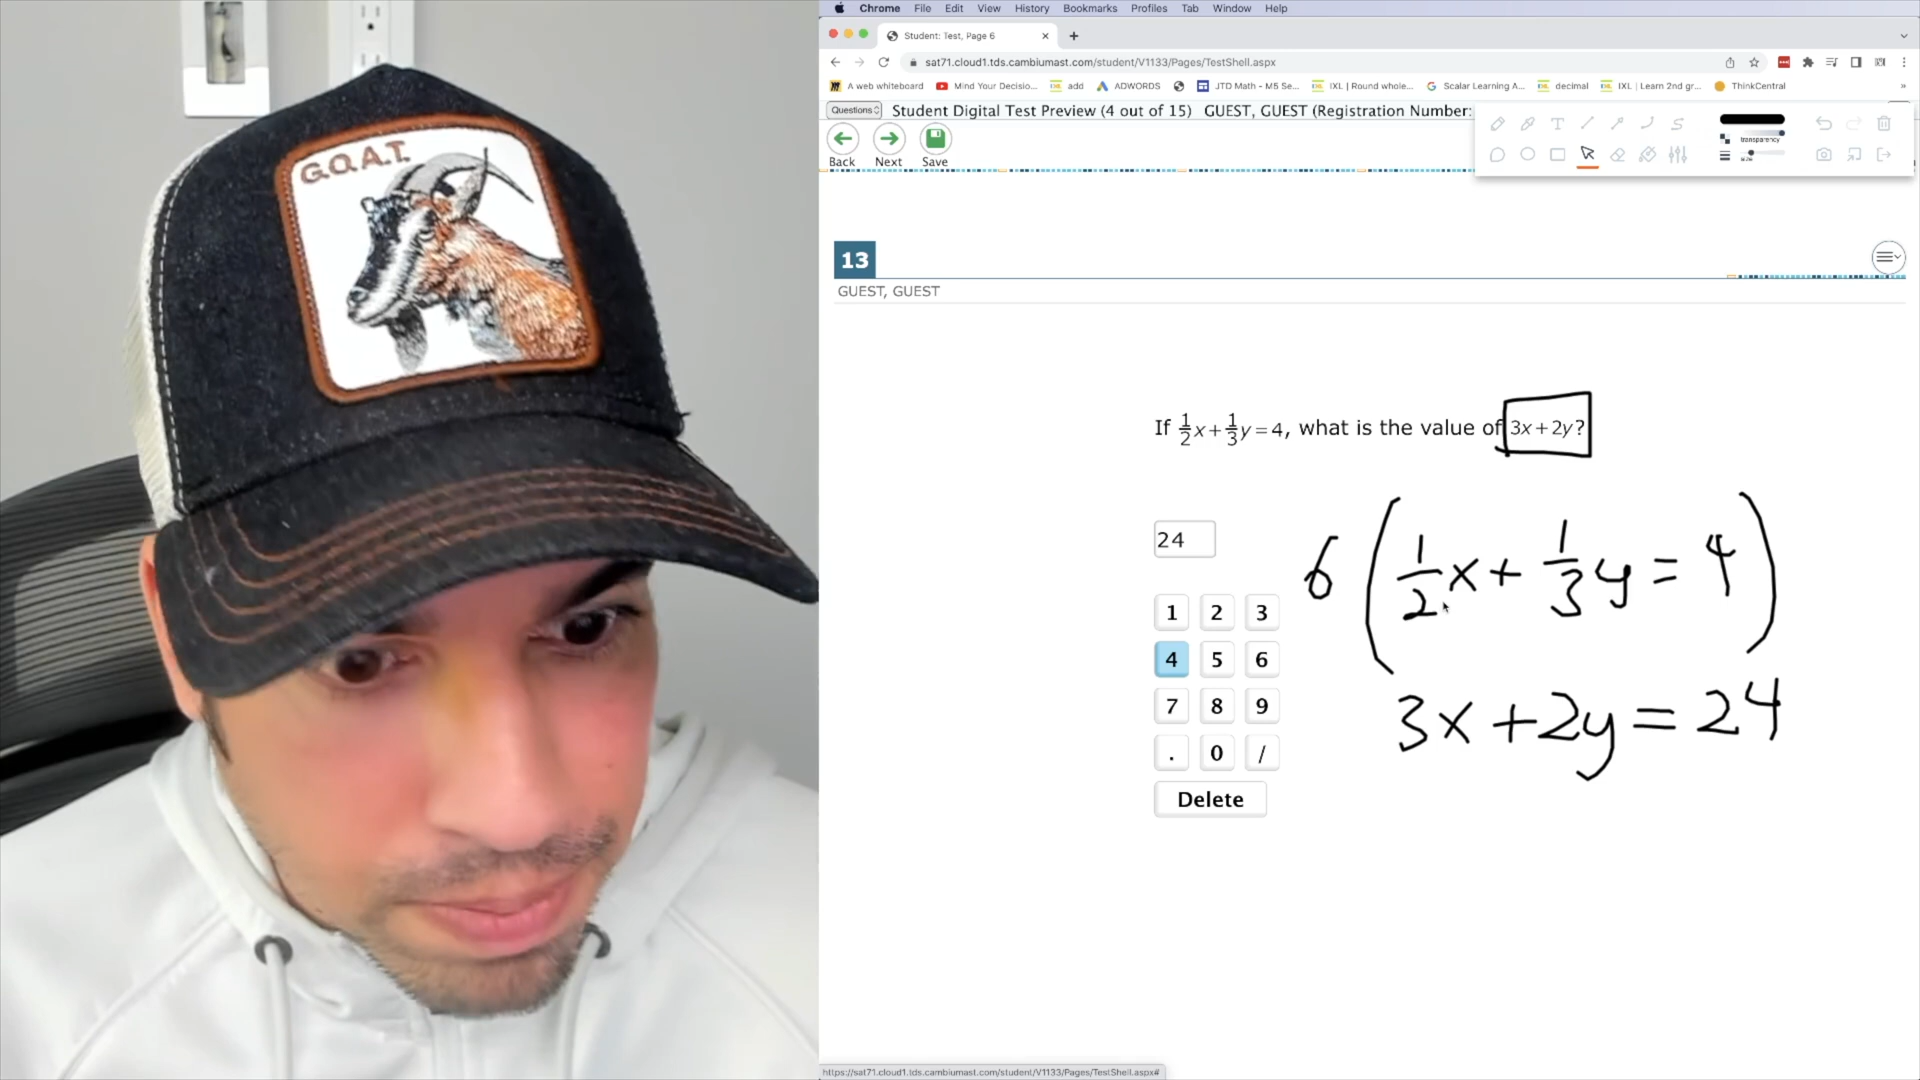 G.O.A.T.
Chrome File Edit View History Bookmarks Profiles Tab Window Help
Student: Test, Page 6
sat71.cloud1.tds.cambiumast.com/student/V1133/Pages/TestShell.aspx
A web whiteboard Mind Your Decisio... add ADWORDS JTD Math - M5 Se... IXL | Round whole... Scalar Learning A... decimal IXL | Learn 2nd gr... ThinkCentral »
Questions Student Digital Test Preview (4 out of 15) GUEST, GUEST (Registration Number:
transparency
size
Back Next Save
13
GUEST, GUEST
If 1/2x+1/3y=4, what is the value of 3x+2y?
24
6 (1/2x + 1/3y = 4)
1 2 3
4 5 6
3x + 2y = 24
7 8 9
. 0 /
Delete
https://sat71.cloud1.tds.cambiumast.com/student/V1133/Pages/TestShell.aspx#